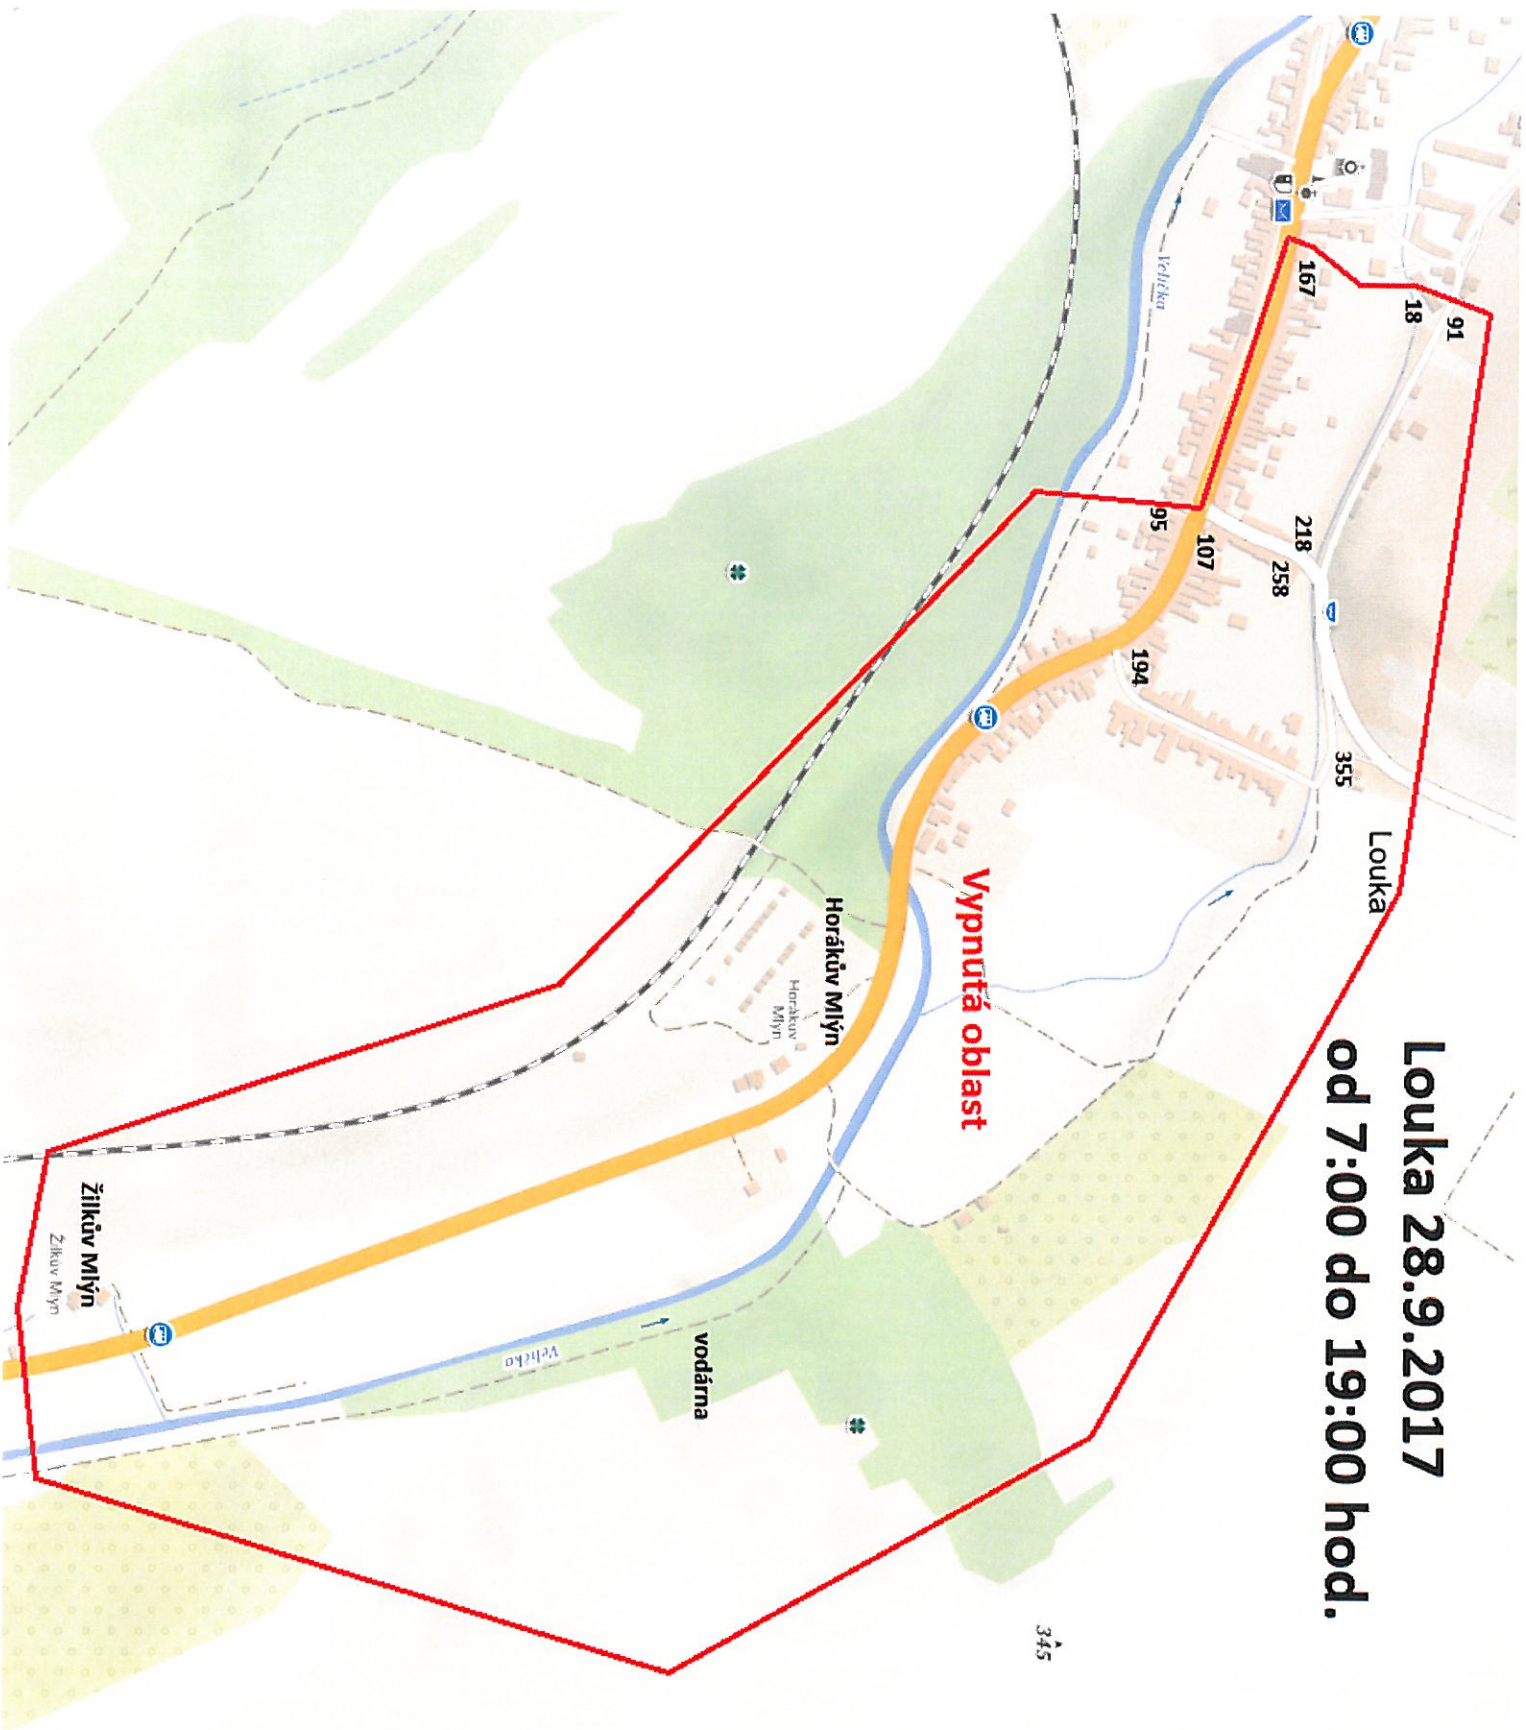 Louka 28.9.2017
od 7:00 do 19:00 hod.
Louka
91
18
167
355
218
258
107
95
194
Velička
Vypnutá oblast
Horákův Mlýn
Horákův
Mlýn
345
vodárna
Velička
Žilkův Mlýn
Žilkův Mlýn